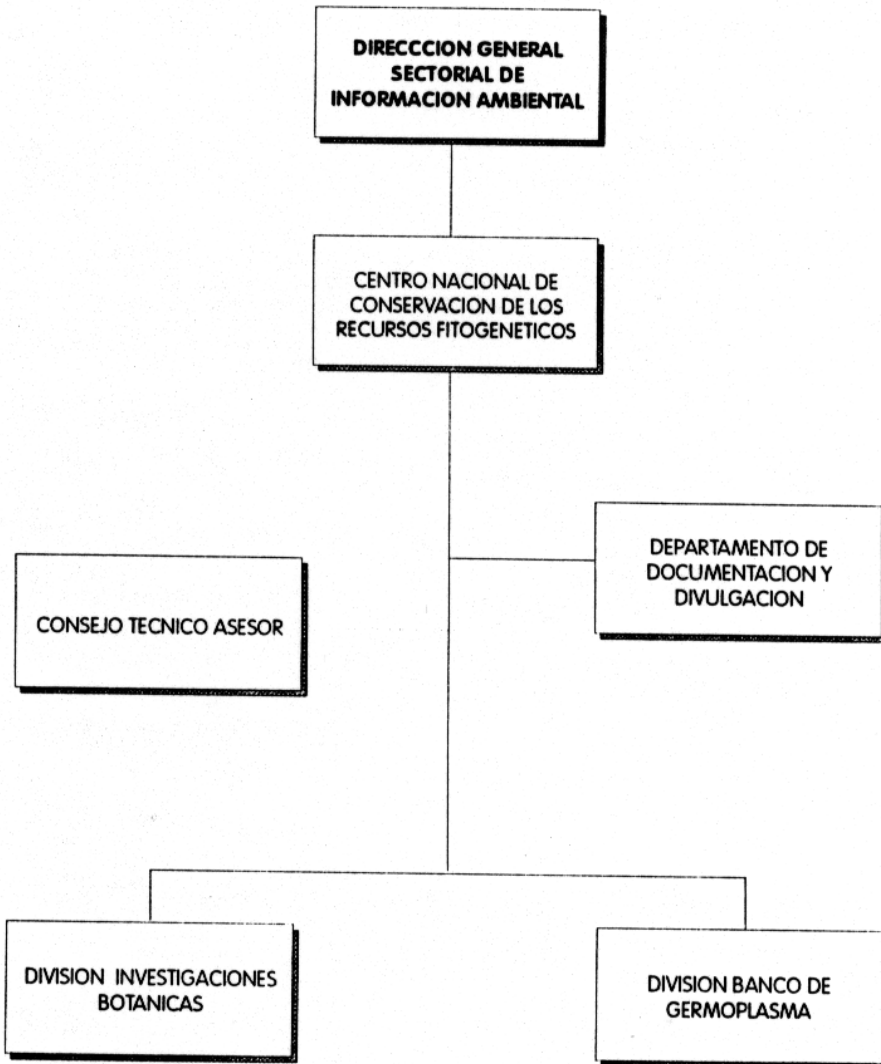 DIRECCCION GENERAL
SECTORIAL DE
INFORMACION AMBIENTAL
CENTRO NACIONAL DE
CONSERVACION DE LOS
RECURSOS FITOGENETICOS
DEPARTAMENTO DE
DOCUMENTACION Y
DIVULGACION
CONSEJO TECNICO ASESOR
DIVISION INVESTIGACIONES
BOTANICAS
DIVISION BANCO DE
GERMOPLASMA